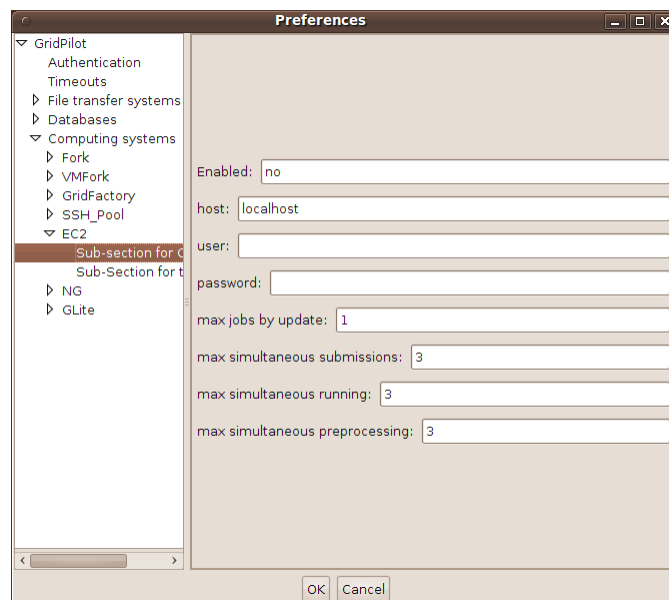 Preferences
GridPilot
Authentication
Timeouts
File transfer systems
Databases
Computing systems
Fork
VMFork
GridFactory
SSH_Pool
EC2
Sub-section for
Sub-Section for t
NG
GLite
Enabled: no
host: localhost
user:
password:
max jobs by update: 1
max simultaneous submissions: 3
max simultaneous running: 3
max simultaneous preprocessing: 3
OK Cancel